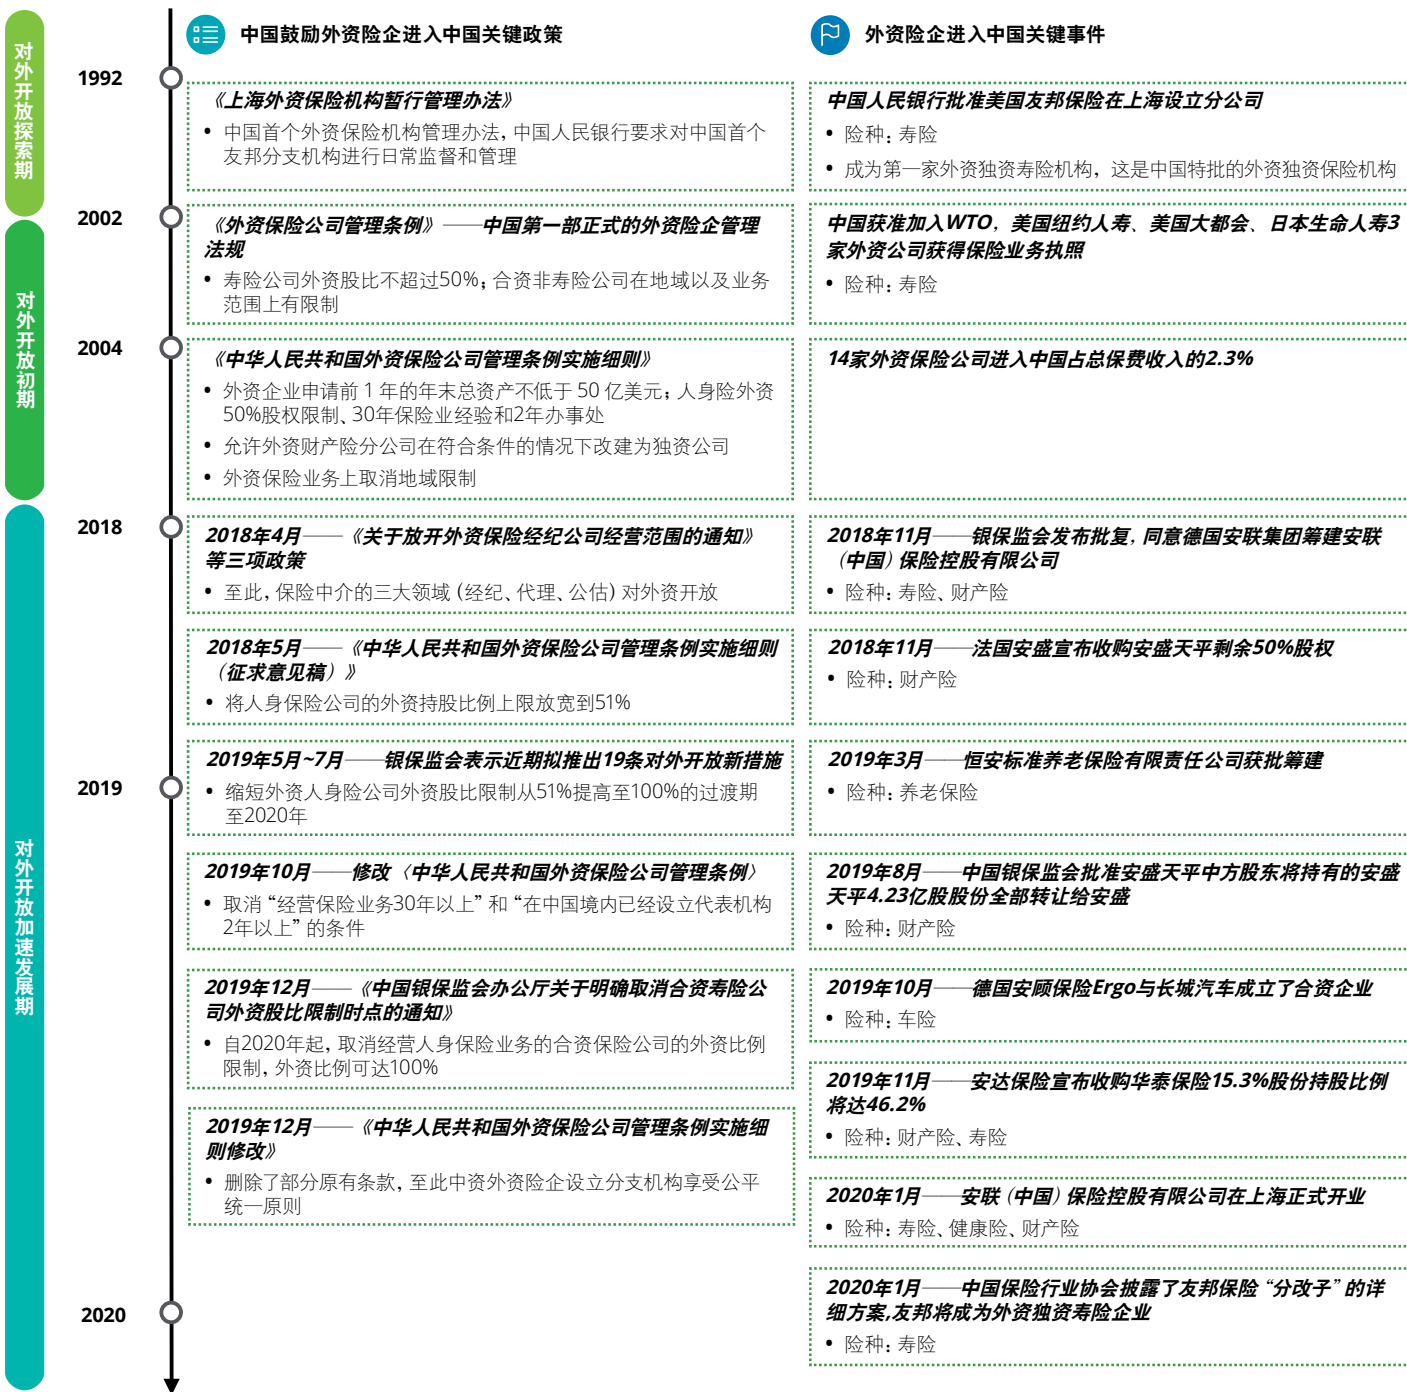 中国鼓励外资险企进入中国关键政策
外资险企进入中国关键事件
对外开放探索期
1992
《上海外资保险机构暂行管理办法》
• 中国首个外资保险机构管理办法，中国人民银行要求对中国首个
友邦分支机构进行日常监督和管理
中国人民银行批准美国友邦保险在上海设立分公司
• 险种：寿险
• 成为第一家外资独资寿险机构，这是中国特批的外资独资保险机构
对外开放初期
2002
《外资保险公司管理条例》——中国第一部正式的外资险企管理
法规
• 寿险公司外资股比不超过50%；合资非寿险公司在地域以及业务
范围上有限制
中国获准加入WTO，美国纽约人寿、美国大都会、日本生命人寿3
家外资公司获得保险业务执照
• 险种：寿险
2004
《中华人民共和国外资保险公司管理条例实施细则》
• 外资企业申请前 1 年的年末总资产不低于 50 亿美元；人身险外资
50%股权限制、30年保险业经验和2年办事处
• 允许外资财产险分公司在符合条件的情况下改建为独资公司
• 外资保险业务上取消地域限制
14家外资保险公司进入中国占总保费收入的2.3%
对外开放加速发展期
2018
2018年4月——《关于放开外资保险经纪公司经营范围的通知》
等三项政策
• 至此，保险中介的三大领域（经纪、代理、公估）对外资开放
2018年11月——银保监会发布批复，同意德国安联集团筹建安联
（中国）保险控股有限公司
• 险种：寿险、财产险
2018年5月——《中华人民共和国外资保险公司管理条例实施细则
（征求意见稿）》
• 将人身保险公司的外资持股比例上限放宽到51%
2018年11月——法国安盛宣布收购安盛天平剩余50%股权
• 险种：财产险
2019
2019年5月~7月——银保监会表示近期拟推出19条对外开放新措施
• 缩短外资人身险公司外资股比限制从51%提高至100%的过渡期
至2020年
2019年3月——恒安标准养老保险有限责任公司获批筹建
• 险种：养老保险
2019年10月——修改〈中华人民共和国外资保险公司管理条例〉
• 取消“经营保险业务30年以上”和“在中国境内已经设立代表机构
2年以上”的条件
2019年8月——中国银保监会批准安盛天平中方股东将持有的安盛
天平4.23亿股股份全部转让给安盛
• 险种：财产险
2019年12月——《中国银保监会办公厅关于明确取消合资寿险公
司外资股比限制时点的通知》
• 自2020年起，取消经营人身保险业务的合资保险公司的外资比例
限制，外资比例可达100%
2019年10月——德国安顾保险Ergo与长城汽车成立了合资企业
• 险种：车险
2019年11月——安达保险宣布收购华泰保险15.3%股份持股比例
将达46.2%
• 险种：财产险、寿险
2019年12月——《中华人民共和国外资保险公司管理条例实施细
则修改》
• 删除了部分原有条款，至此中资外资险企设立分支机构享受公平
统一原则
2020年1月——安联（中国）保险控股有限公司在上海正式开业
• 险种：寿险、健康险、财产险
2020
2020年1月——中国保险行业协会披露了友邦保险“分改子”的详
细方案,友邦将成为外资独资寿险企业
• 险种：寿险